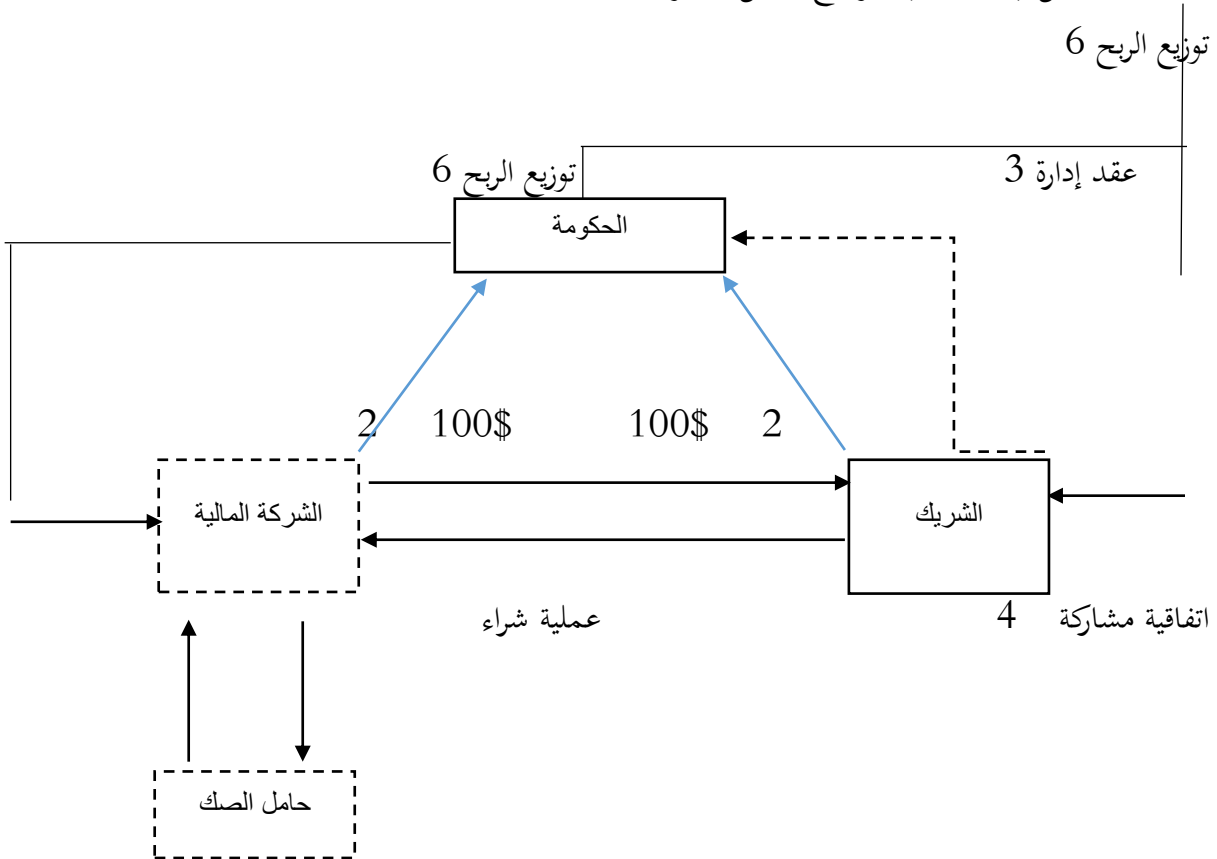 توزيع الربح 6
عقد إدارة 3
توزيع الربح 6
الحكومة
2 100$ 100$ 2
الشركة المالية
الشريك
اتفاقية مشاركة 4
عملية شراء
حامل الصك